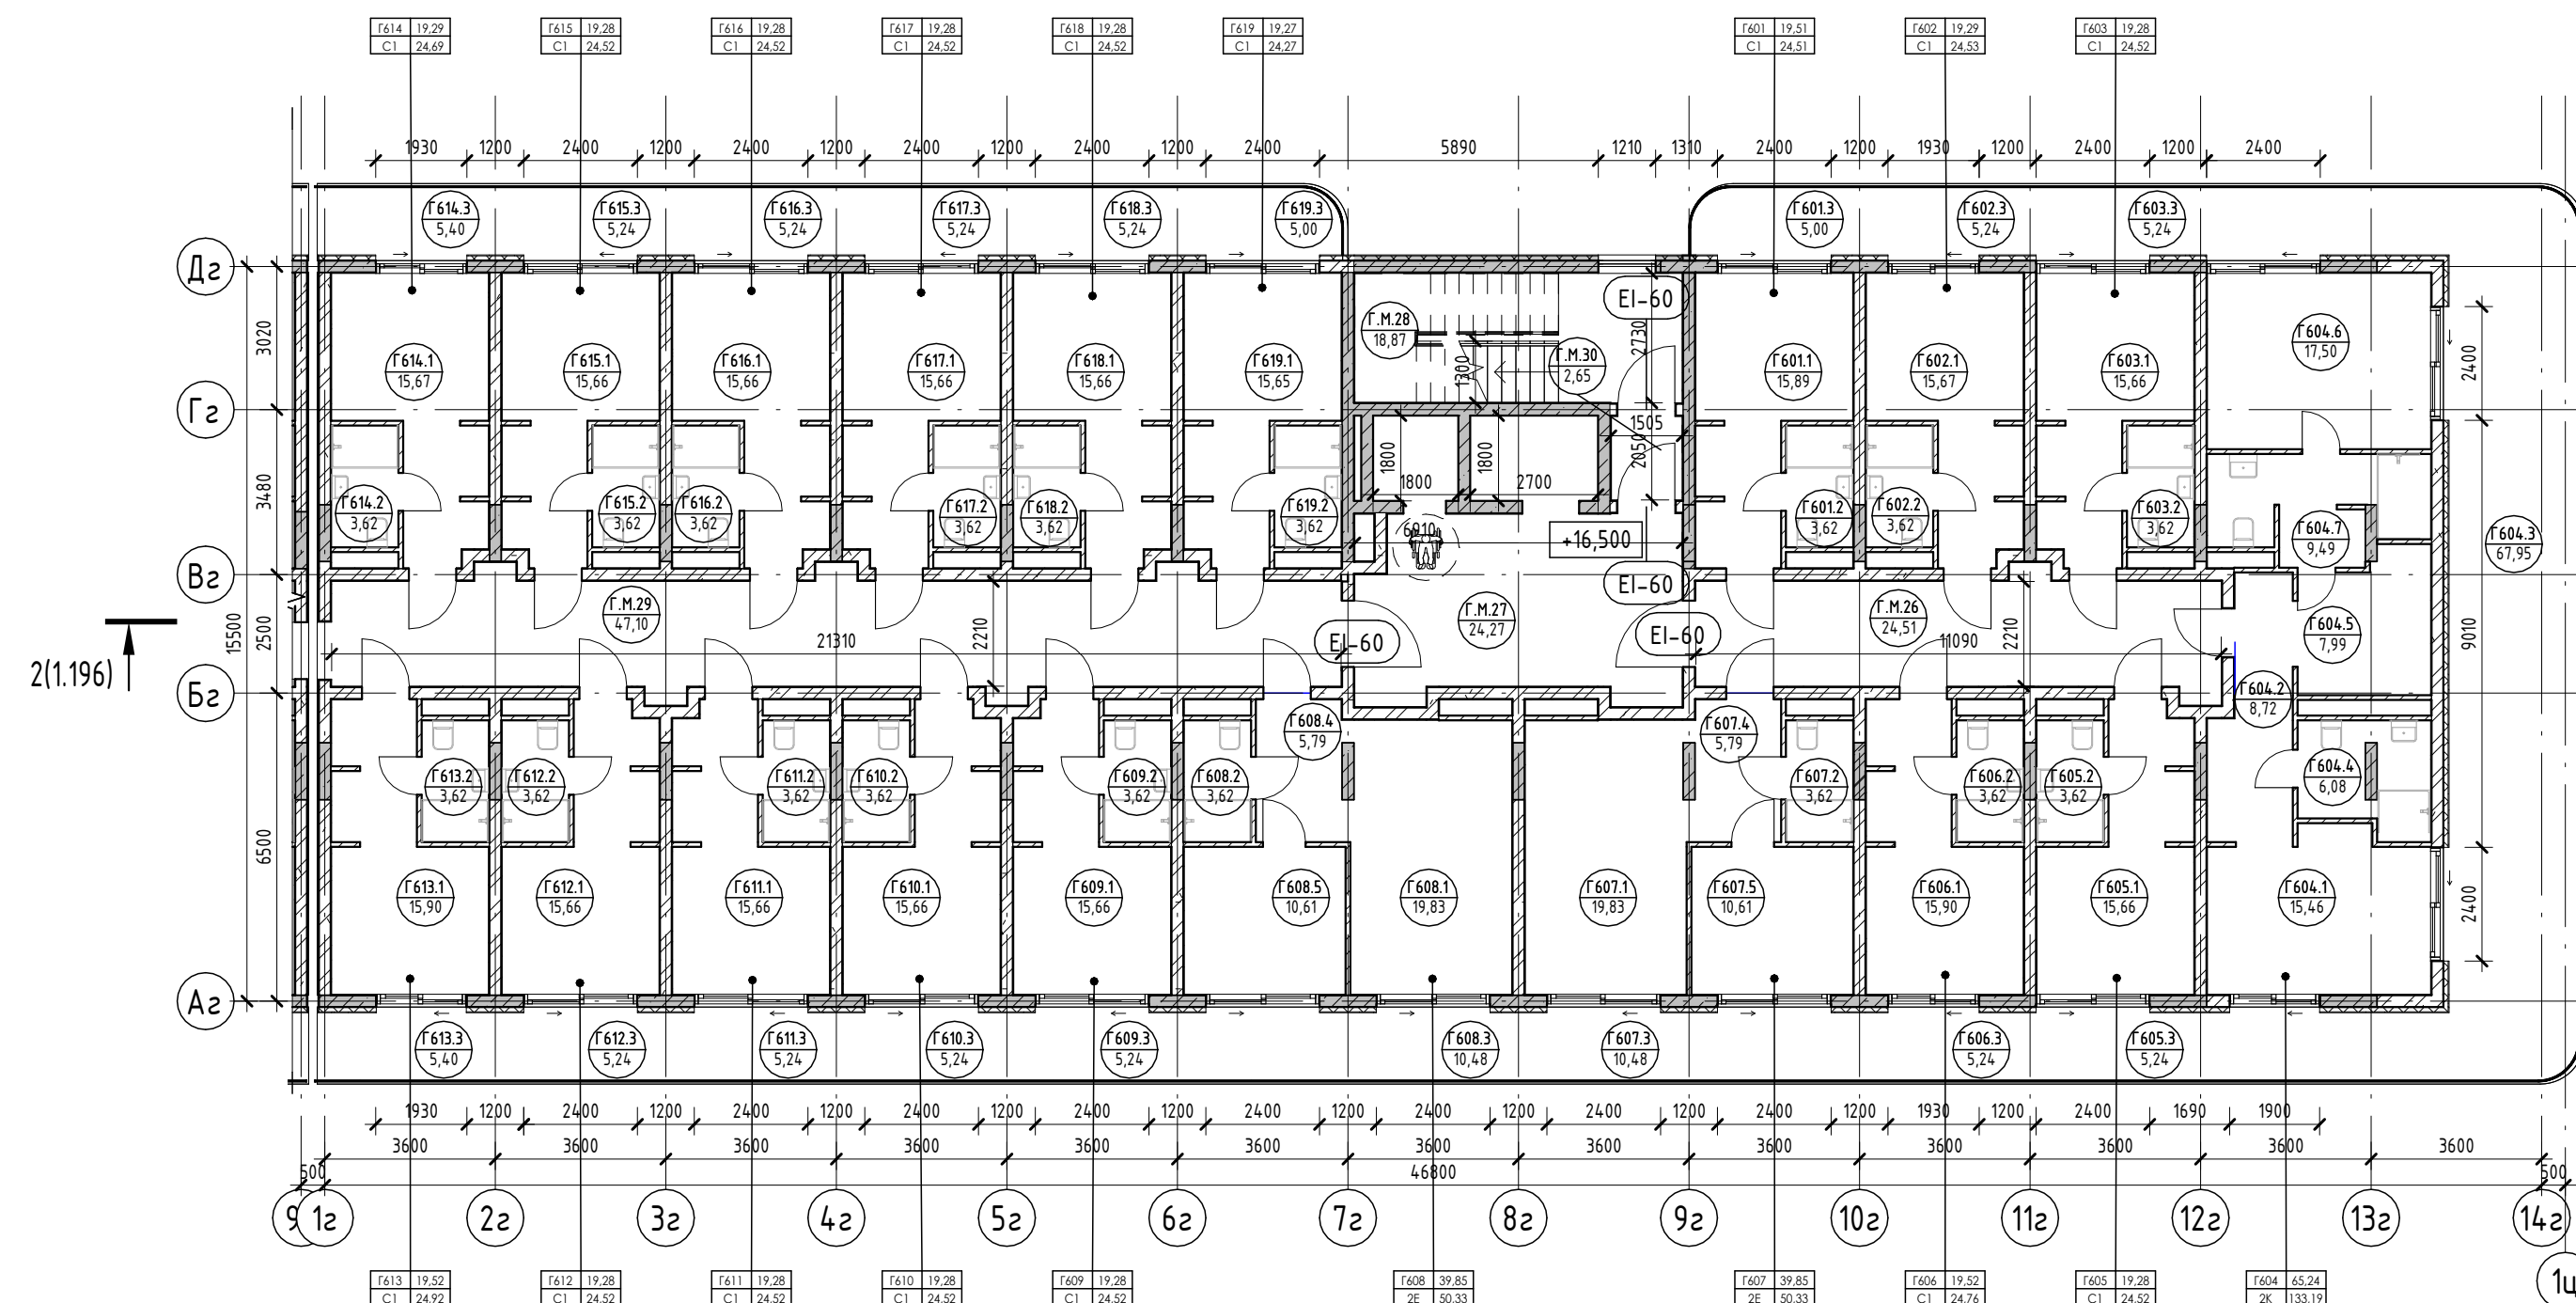 Г614 19,29
С1 24,69
Г615 19,28
С1 24,52
Г616 19,28
С1 24,52
Г617 19,28
С1 24,52
Г618 19,28
С1 24,52
Г619 19,27
С1 24,27
Г601 19,51
С1 24,51
Г602 19,29
С1 24,53
Г603 19,28
С1 24,52
1930 1200 2400 1200 2400 1200 2400 1200 2400 1200 2400 5890 1210 1310 2400 1200 1930 1200 2400 1200 2400
Г614.3
5,40
Г615.3
5,24
Г616.3
5,24
Г617.3
5,24
Г618.3
5,24
Г619.3
5,00
Г601.3
5,00
Г602.3
5,24
Г603.3
5,24
Дг
EI-60
Г.М.28
18,87
2730
3020
Г614.1
15,67
Г615.1
15,66
Г616.1
15,66
Г617.1
15,66
Г618.1
15,66
Г619.1
15,65
1300
Г.М.30
2,65
Г601.1
15,89
Г602.1
15,67
Г603.1
15,66
Г604.6
17,50
2400
Гг
1505
2050
1800
1800
1800
2700
3480
Г614.2
3,62
Г615.2
3,62
Г616.2
3,62
Г617.2
3,62
Г618.2
3,62
Г619.2
3,62
6910
+16,500
Г601.2
3,62
Г602.2
3,62
Г603.2
3,62
Г604.7
9,49
Г604.3
67,95
Вг
EI-60
15500
2500
Г.М.29
47,10
21310
2210
EI-60
Г.М.27
24,27
EI-60
Г.М.26
24,51
11090
2210
Г604.5
7,99
9010
2(1.196)
Бг
Г608.4
5,79
Г607.4
5,79
Г604.2
8,72
6500
Г613.2
3,62
Г612.2
3,62
Г611.2
3,62
Г610.2
3,62
Г609.2
3,62
Г608.2
3,62
Г607.2
3,62
Г606.2
3,62
Г605.2
3,62
Г604.4
6,08
Г613.1
15,90
Г612.1
15,66
Г611.1
15,66
Г610.1
15,66
Г609.1
15,66
Г608.5
10,61
Г608.1
19,83
Г607.1
19,83
Г607.5
10,61
Г606.1
15,90
Г605.1
15,66
Г604.1
15,46
2400
Аг
Г613.3
5,40
Г612.3
5,24
Г611.3
5,24
Г610.3
5,24
Г609.3
5,24
Г608.3
10,48
Г607.3
10,48
Г606.3
5,24
Г605.3
5,24
1930 1200 2400 1200 2400 1200 2400 1200 2400 1200 2400 1200 2400 1200 2400 1200 2400 1200 1930 1200 2400 1690 1900
3600 3600 3600 3600 3600 3600 3600 3600 3600 3600 3600 3600 3600
500 46800 500
9 1г 2г 3г 4г 5г 6г 7г 8г 9г 10г 11г 12г 13г 14г
1ц
Г613 19,52
С1 24,92
Г612 19,28
С1 24,52
Г611 19,28
С1 24,52
Г610 19,28
С1 24,52
Г609 19,28
С1 24,52
Г608 39,85
2Е 50,33
Г607 39,85
2Е 50,33
Г606 19,52
С1 24,76
Г605 19,28
С1 24,52
Г604 65,24
2К 133,19